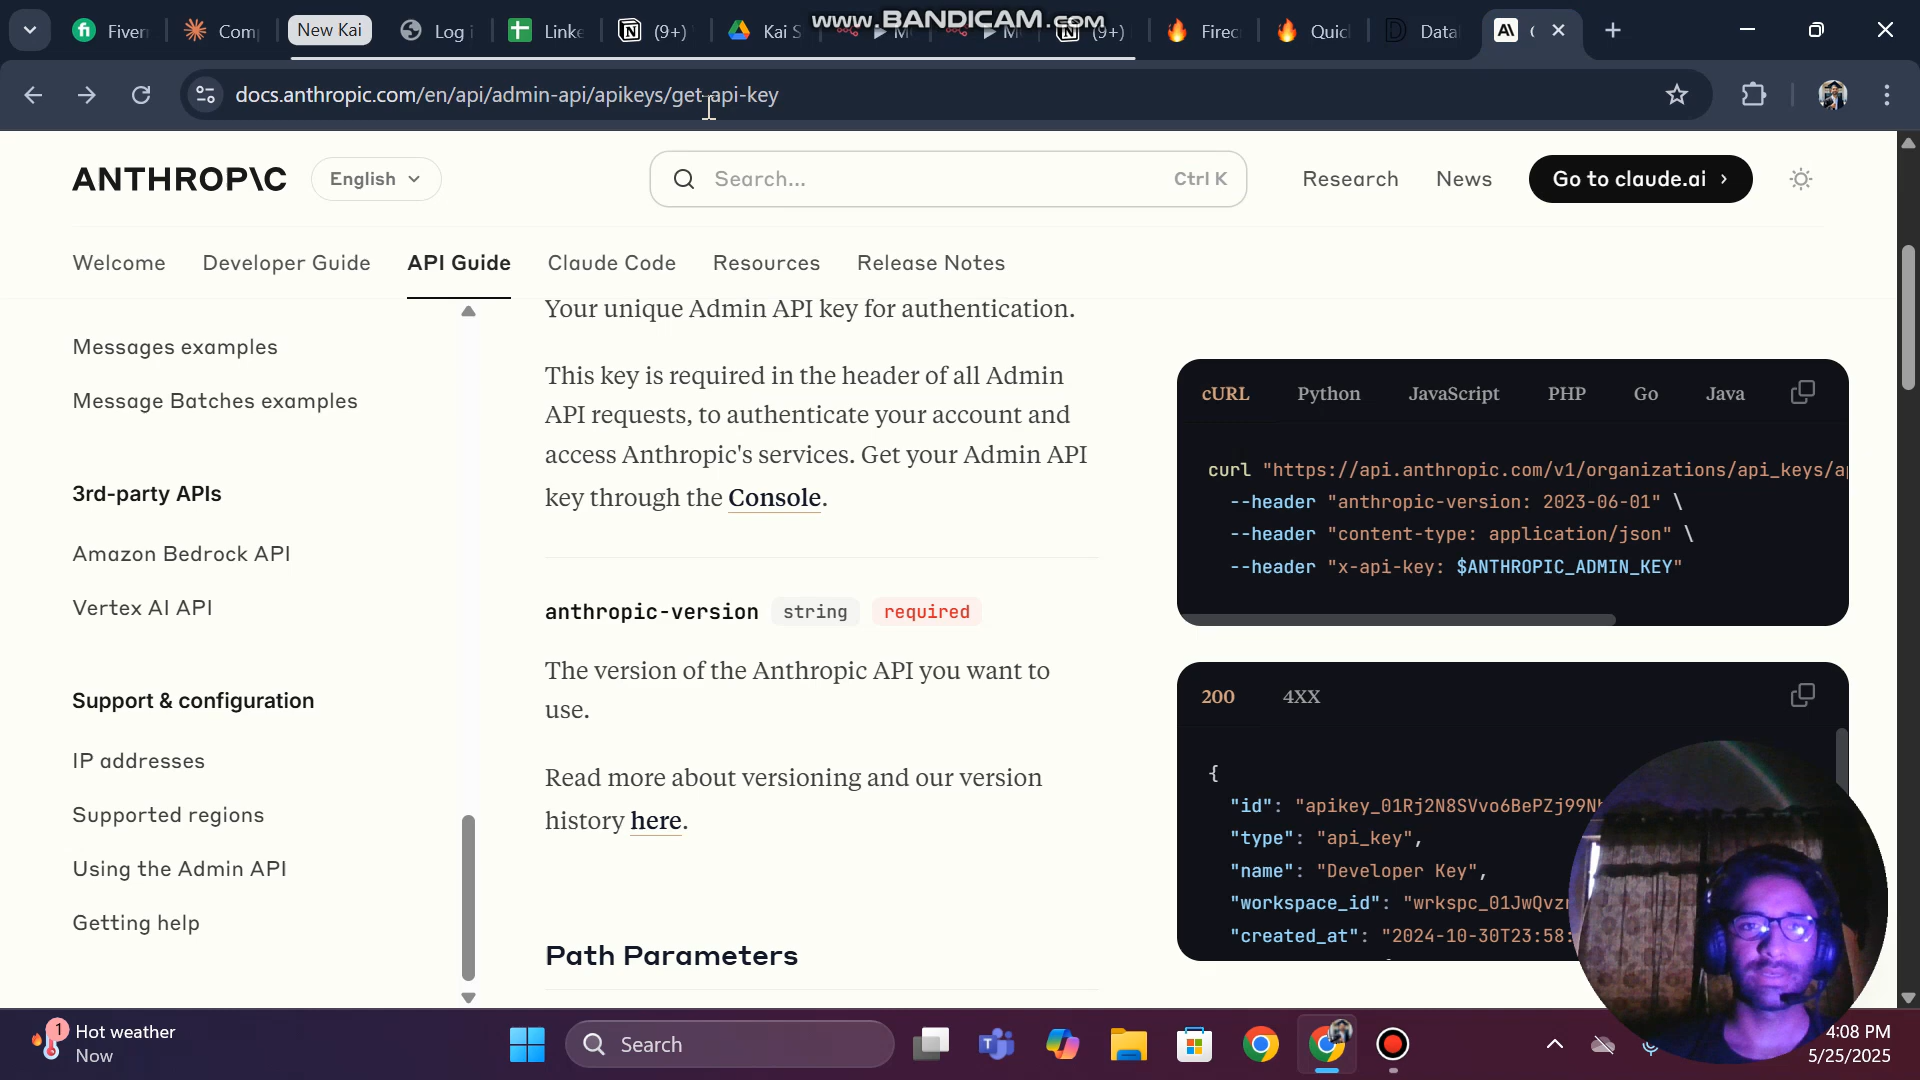 www.BANDICAM.com
Fiver
Com
New Kai
Log i
Linke
(9+)
Kai S
(9+)
Firec
Quic
Data
docs.anthropic.com/en/api/admin-api/apikeys/get-api-key
ANTHROP\C
English
Search...
Ctrl K
Research
News
Go to claude.ai
Welcome
Developer Guide
API Guide
Claude Code
Resources
Release Notes
Messages examples
Message Batches examples
3rd-party APIs
Amazon Bedrock API
Vertex AI API
Support & configuration
IP addresses
Supported regions
Using the Admin API
Getting help
Your unique Admin API key for authentication.
This key is required in the header of all Admin
API requests, to authenticate your account and
access Anthropic's services. Get your Admin API
key through the Console.
anthropic-version string required
The version of the Anthropic API you want to
use.
Read more about versioning and our version
history here.
Path Parameters
cURL Python JavaScript PHP Go Java
curl "https://api.anthropic.com/v1/organizations/api_keys/ap
--header "anthropic-version: 2023-06-01" \
--header "content-type: application/json" \
--header "x-api-key: $ANTHROPIC_ADMIN_KEY"
200 4XX
{
"id": "apikey_01Rj2N8SVvo6BePZj99N
"type": "api_key",
"name": "Developer Key",
"workspace_id": "wrkspc_01JwQvz
"created_at": "2024-10-30T23:58:
1
Hot weather
Now
Search
4:08 PM
5/25/2025